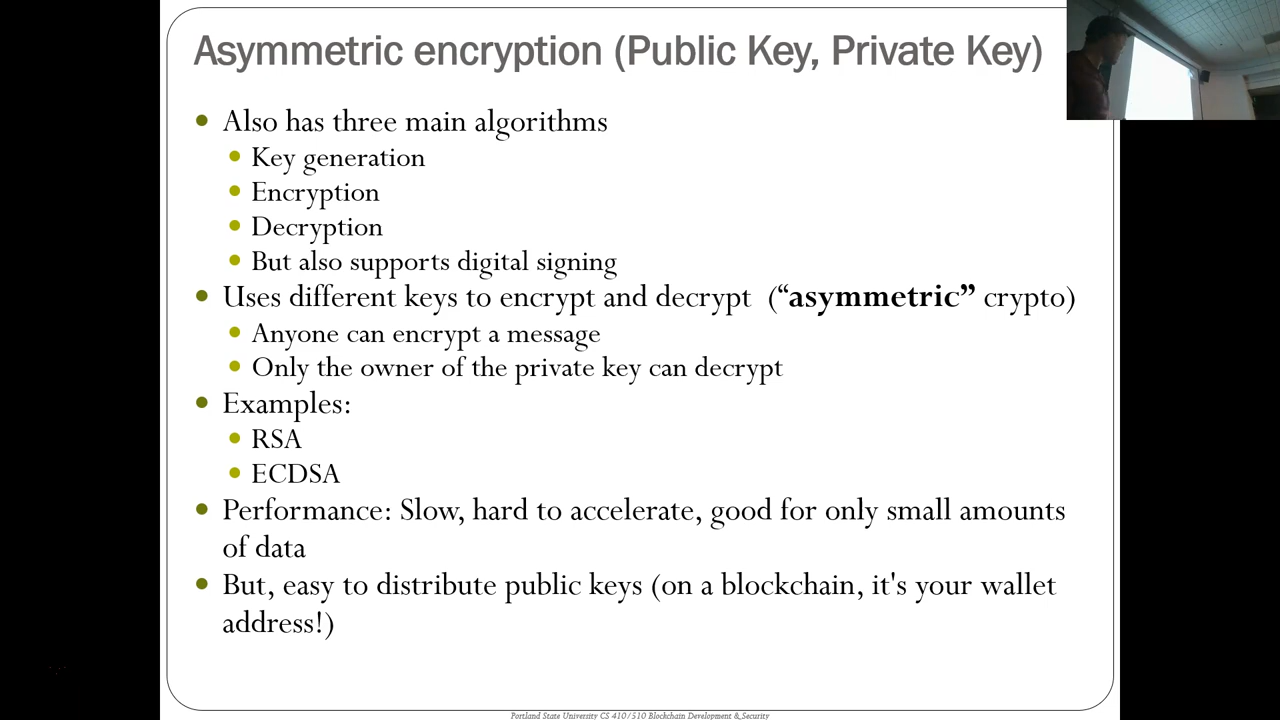 Asymmetric encryption (Public Key, Private Key)
Also has three main algorithms
Key generation
Encryption
Decryption
But also supports digital signing
Uses different keys to encrypt and decrypt (“asymmetric” crypto)
Anyone can encrypt a message
Only the owner of the private key can decrypt
Examples:
RSA
ECDSA
Performance: Slow, hard to accelerate, good for only small amounts
of data
But, easy to distribute public keys (on a blockchain, it's your wallet
address!)
Portland State University CS 410/510 Blockchain Development & Security